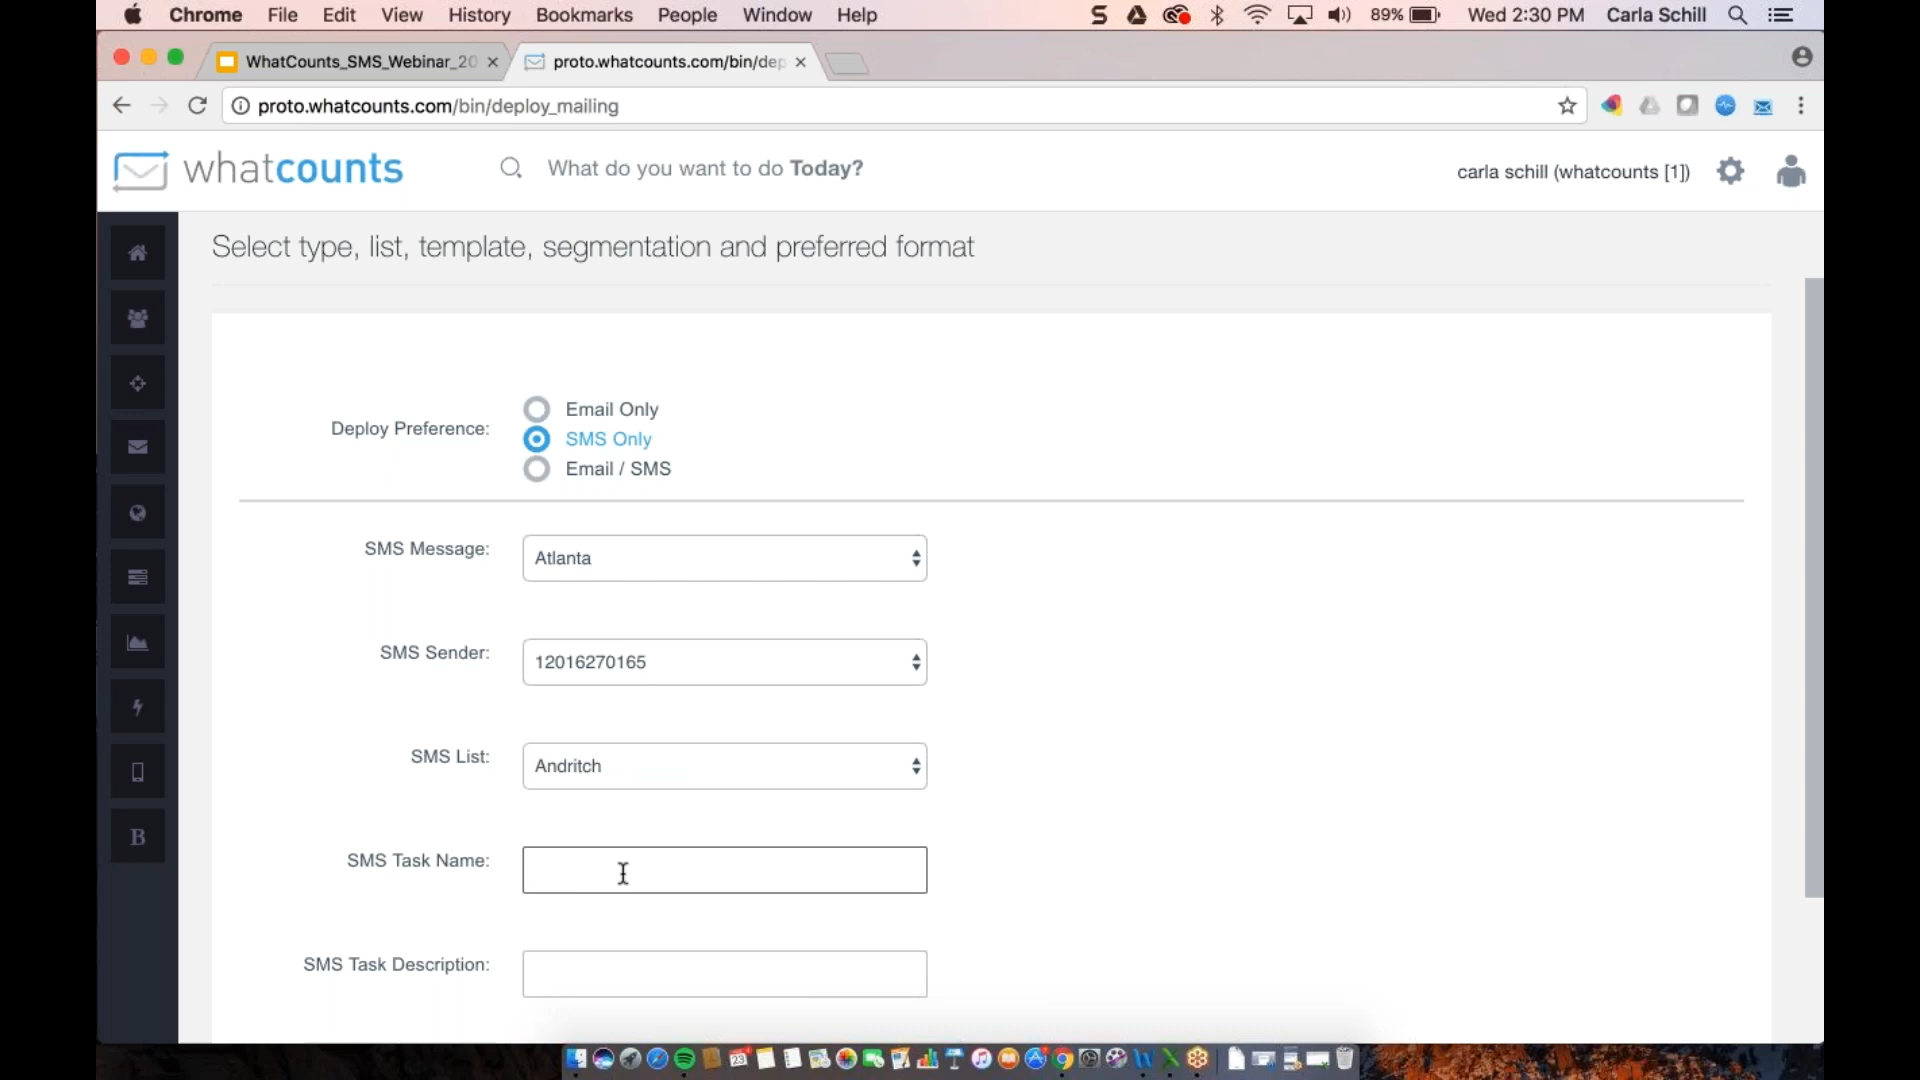 Chrome File Edit View History Bookmarks People Window Help S 89% Wed 2:30 PM Carla Schill
WhatCounts_SMS_Webinar_20 proto.whatcounts.com/bin/dep
proto.whatcounts.com/bin/deploy_mailing
whatcounts What do you want to do Today? carla schill (whatcounts [1])
Select type, list, template, segmentation and preferred format
Email Only
Deploy Preference:
SMS Only
Email / SMS
SMS Message: Atlanta
SMS Sender: 12016270165
SMS List: Andritch
SMS Task Name:
B
SMS Task Description:
23